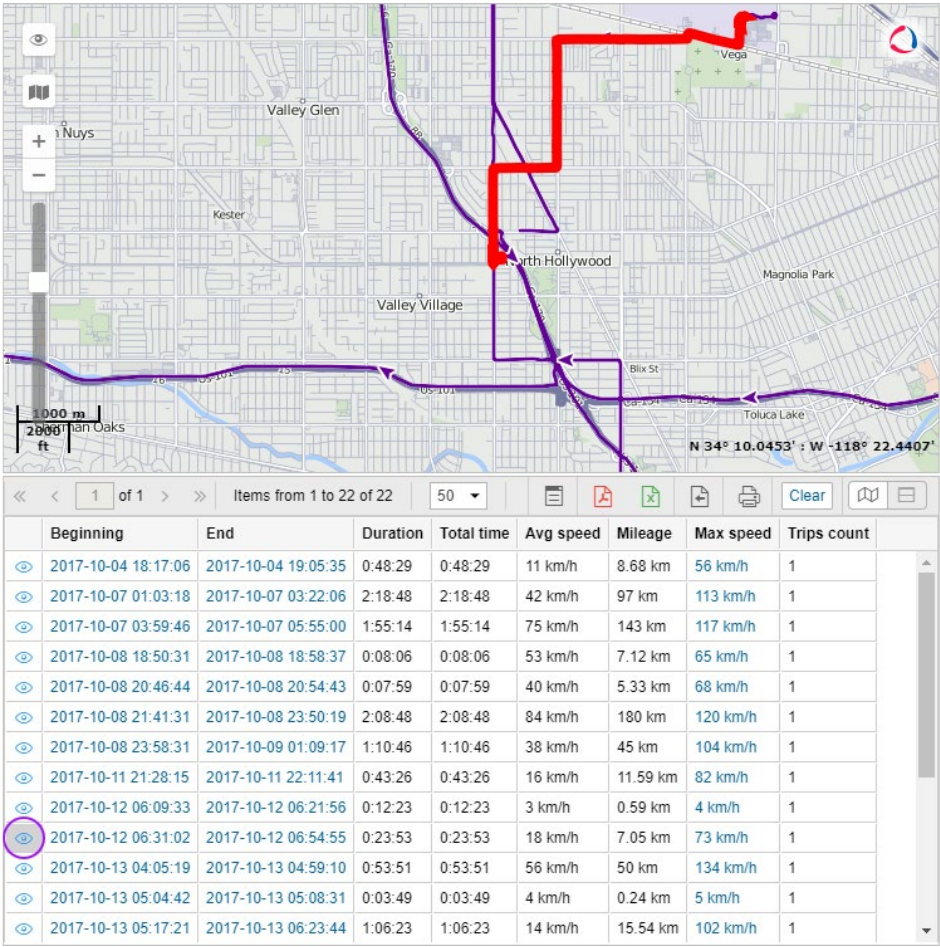 Ca-170
Valley Glen
n Nuys
Vega
Kester
North Hollywood
Magnolia Park
Valley Village
Blix St
Us-101
Us-101
Ca-134
Ca-134
Ca-134
Toluca Lake
1000 m
2000 ft
Sherman Oaks
N 34° 10.0453' : W -118° 22.4407'
1 of 1 Items from 1 to 22 of 22 50 Clear
Beginning End Duration Total time Avg speed Mileage Max speed Trips count
2017-10-04 18:17:06 2017-10-04 19:05:35 0:48:29 0:48:29 11 km/h 8.68 km 56 km/h 1
2017-10-07 01:03:18 2017-10-07 03:22:06 2:18:48 2:18:48 42 km/h 97 km 113 km/h 1
2017-10-07 03:59:46 2017-10-07 05:55:00 1:55:14 1:55:14 75 km/h 143 km 117 km/h 1
2017-10-08 18:50:31 2017-10-08 18:58:37 0:08:06 0:08:06 53 km/h 7.12 km 65 km/h 1
2017-10-08 20:46:44 2017-10-08 20:54:43 0:07:59 0:07:59 40 km/h 5.33 km 68 km/h 1
2017-10-08 21:41:31 2017-10-08 23:50:19 2:08:48 2:08:48 84 km/h 180 km 120 km/h 1
2017-10-08 23:58:31 2017-10-09 01:09:17 1:10:46 1:10:46 38 km/h 45 km 104 km/h 1
2017-10-11 21:28:15 2017-10-11 22:11:41 0:43:26 0:43:26 16 km/h 11.59 km 82 km/h 1
2017-10-12 06:09:33 2017-10-12 06:21:56 0:12:23 0:12:23 3 km/h 0.59 km 4 km/h 1
2017-10-12 06:31:02 2017-10-12 06:54:55 0:23:53 0:23:53 18 km/h 7.05 km 73 km/h 1
2017-10-13 04:05:19 2017-10-13 04:59:10 0:53:51 0:53:51 56 km/h 50 km 134 km/h 1
2017-10-13 05:04:42 2017-10-13 05:08:31 0:03:49 0:03:49 4 km/h 0.24 km 5 km/h 1
2017-10-13 05:17:21 2017-10-13 06:23:44 1:06:23 1:06:23 14 km/h 15.54 km 102 km/h 1